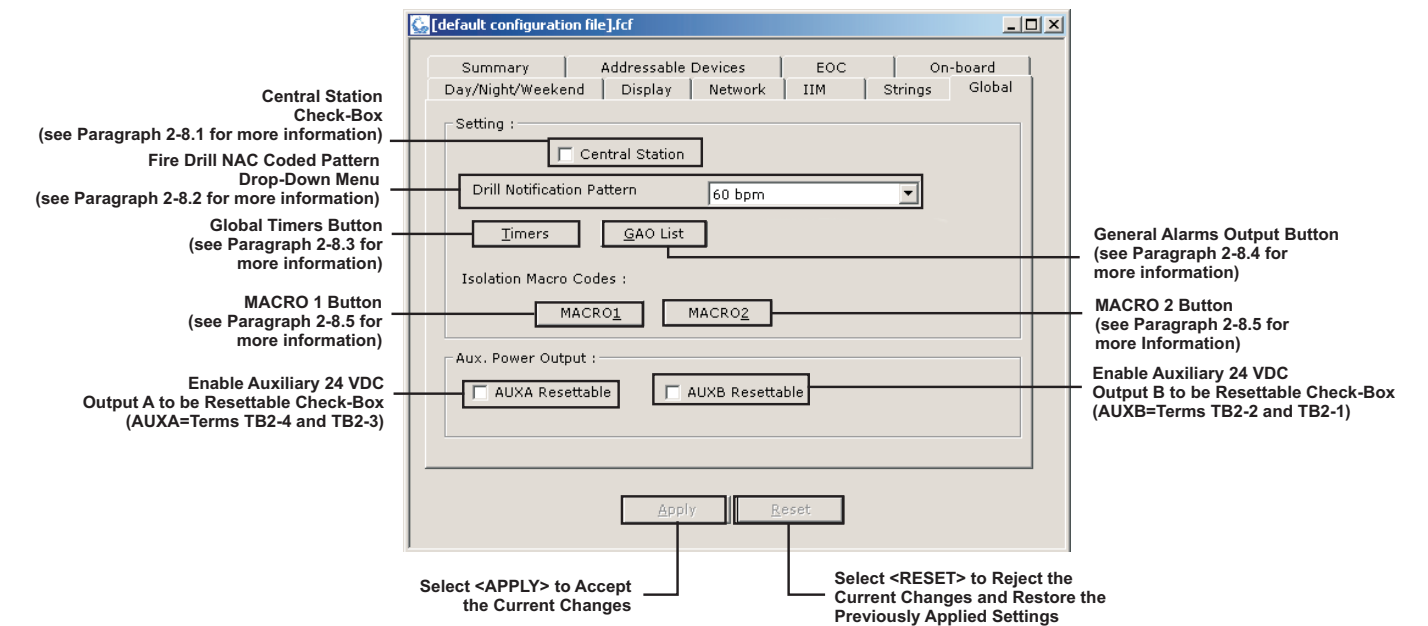 [default configuration file].fcf
Summary
Addressable Devices
EOC
On-board
Day/Night/Weekend
Display
Network
IIM
Strings
Global
Central Station
Check-Box
(see Paragraph 2-8.1 for more information)
Setting :
Central Station
Fire Drill NAC Coded Pattern
Drop-Down Menu
(see Paragraph 2-8.2 for more information)
Drill Notification Pattern
60 bpm
Global Timers Button
(see Paragraph 2-8.3 for
more information)
Timers
GAO List
General Alarms Output Button
(see Paragraph 2-8.4 for
more information)
Isolation Macro Codes :
MACRO 1 Button
(see Paragraph 2-8.5 for
more information)
MACRO1
MACRO2
MACRO 2 Button
(see Paragraph 2-8.5 for
more Information)
Aux. Power Output :
Enable Auxiliary 24 VDC
Output A to be Resettable Check-Box
(AUXA=Terms TB2-4 and TB2-3)
AUXA Resettable
AUXB Resettable
Enable Auxiliary 24 VDC
Output B to be Resettable Check-Box
(AUXB=Terms TB2-2 and TB2-1)
Apply
Reset
Select <APPLY> to Accept
the Current Changes
Select <RESET> to Reject the
Current Changes and Restore the
Previously Applied Settings